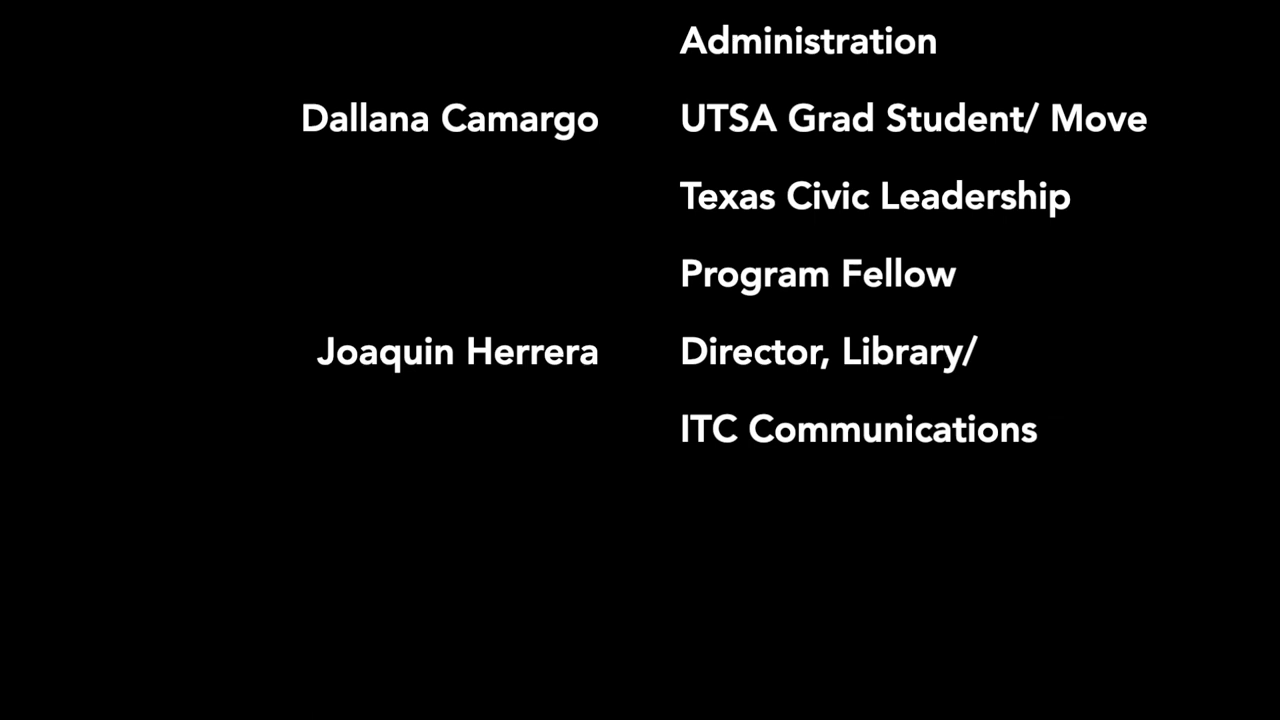 Administration
Dallana Camargo UTSA Grad Student/ Move
Texas Civic Leadership
Program Fellow
Joaquin Herrera Director, Library/
ITC Communications